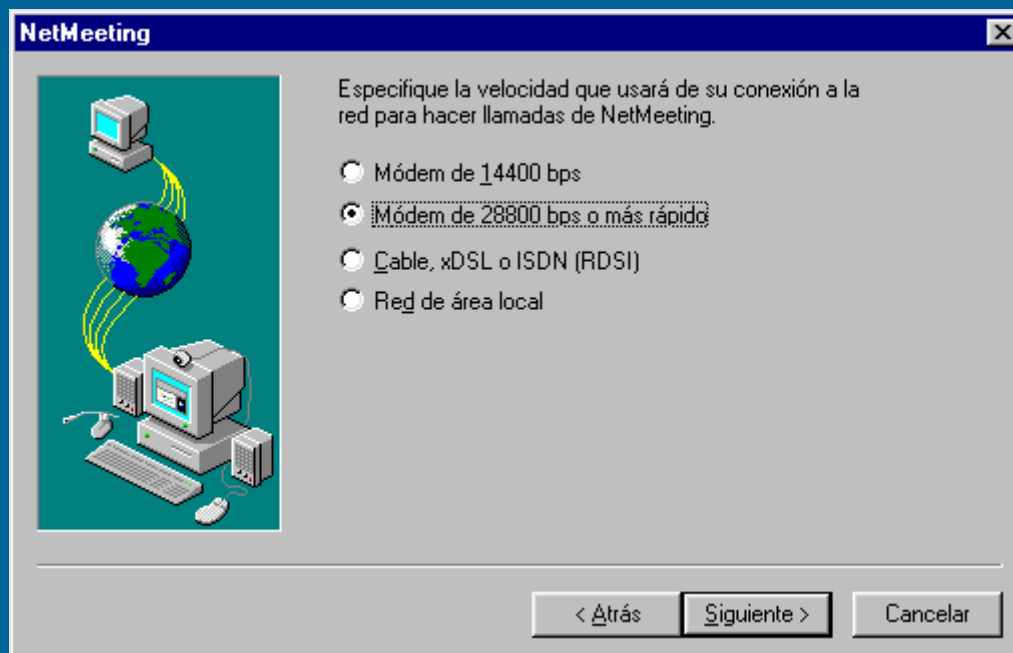 NetMeeting
Especifique la velocidad que usará de su conexión a la
red para hacer llamadas de NetMeeting.
Módem de 14400 bps
Módem de 28800 bps o más rápido
Cable, xDSL o ISDN (RDSI)
Red de área local
< Atrás
Siguiente >
Cancelar